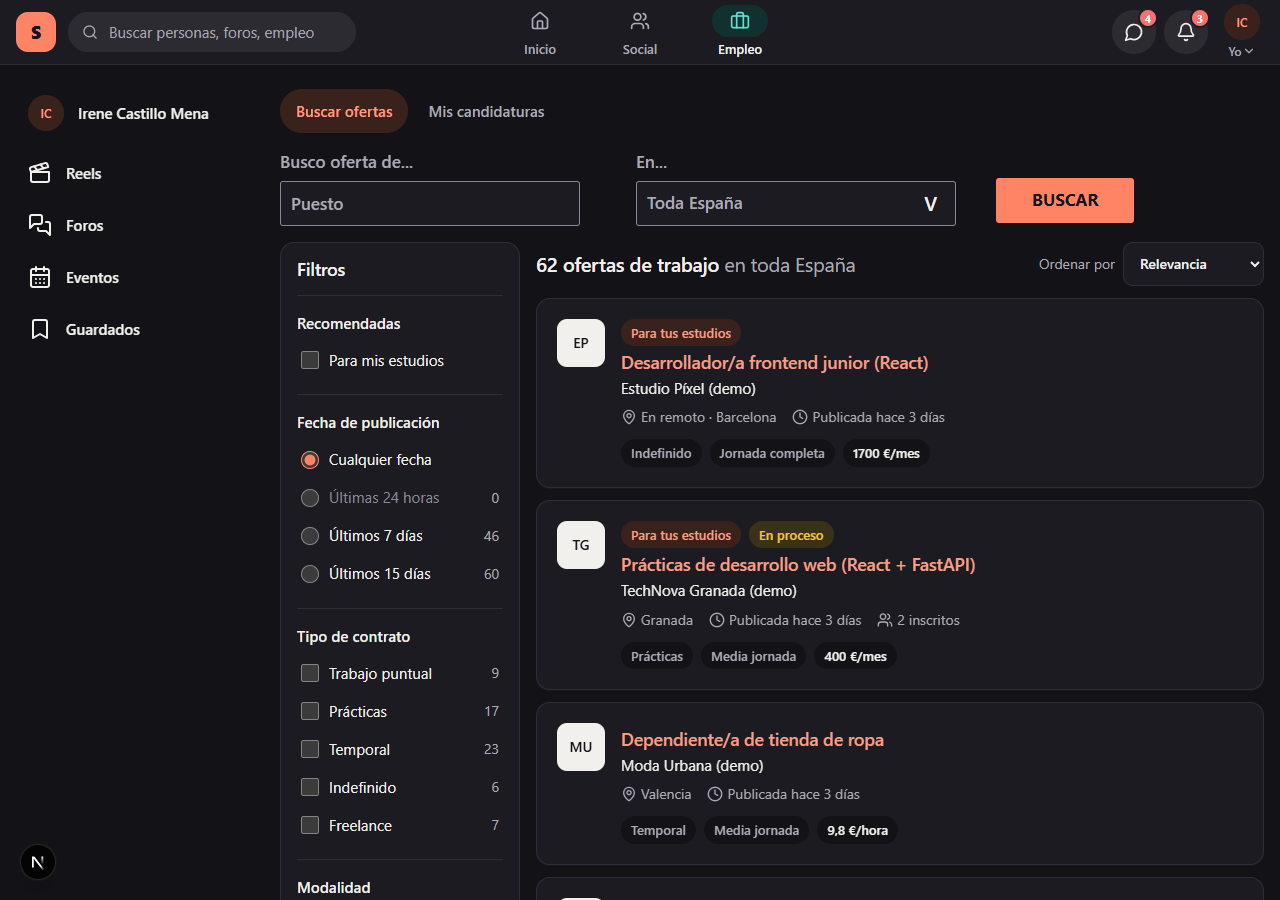 S
Buscar personas, foros, empleo
Inicio
Social
Empleo
4
3
IC
Yo
IC
Irene Castillo Mena
Reels
Foros
Eventos
Guardados
N
Buscar ofertas
Mis candidaturas
Busco oferta de...
Puesto
En...
Toda España
V
BUSCAR
Filtros
Recomendadas
Para mis estudios
Fecha de publicación
Cualquier fecha
Últimas 24 horas 0
Últimos 7 días 46
Últimos 15 días 60
Tipo de contrato
Trabajo puntual 9
Prácticas 17
Temporal 23
Indefinido 6
Freelance 7
Modalidad
62 ofertas de trabajo en toda España
Ordenar por
Relevancia
EP
Para tus estudios
Desarrollador/a frontend junior (React)
Estudio Píxel (demo)
En remoto · Barcelona Publicada hace 3 días
Indefinido Jornada completa 1700 €/mes
TG
Para tus estudios En proceso
Prácticas de desarrollo web (React + FastAPI)
TechNova Granada (demo)
Granada Publicada hace 3 días 2 inscritos
Prácticas Media jornada 400 €/mes
MU
Dependiente/a de tienda de ropa
Moda Urbana (demo)
Valencia Publicada hace 3 días
Temporal Media jornada 9,8 €/hora